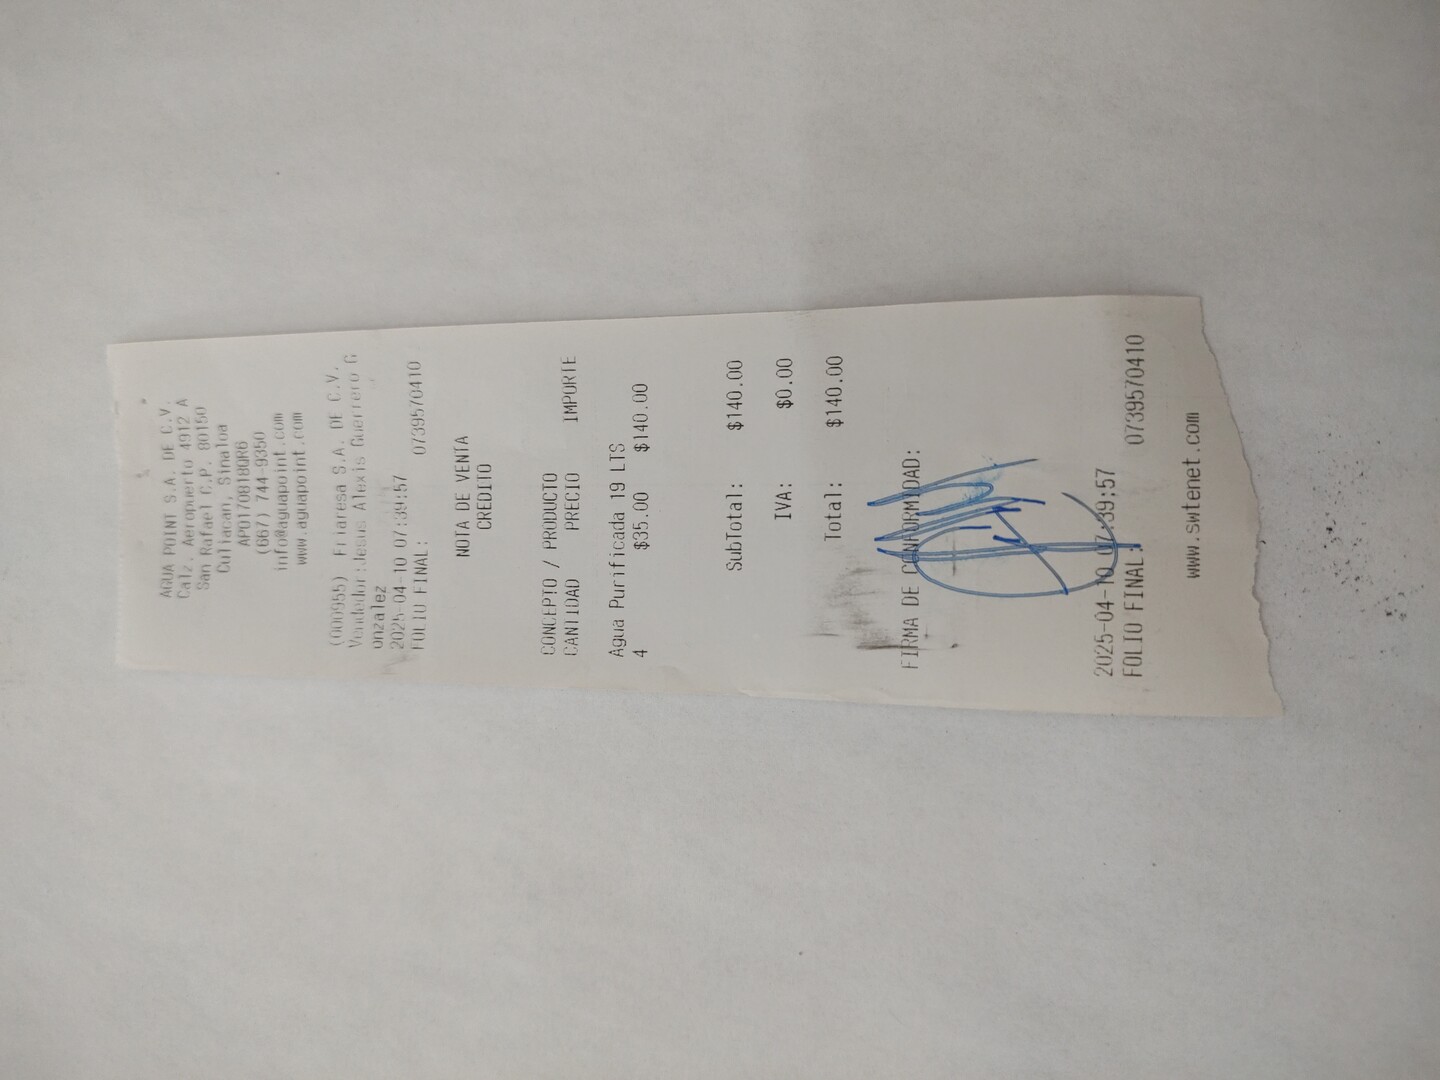 AGUA POINT S.A. DE C.V.
Calz. Aeropuerto 4912 A
San Rafael C.P. 80150
Culiacan, Sinaloa
APO170818QR6
(667) 744-9350
info@aguapoint.com
www.aguapoint.com
(000955) Friaresa S.A. DE C.V.
Vendedor:Jesus Alexis Guerrero G
onzalez
2025-04-10 07:39:57
FOLIO FINAL: 0739570410
NOTA DE VENTA
CREDITO
CONCEPTO / PRODUCTO
CANTIDAD PRECIO IMPORTE
Agua Purificada 19 LTS
4 $35.00 $140.00
SubTotal: $140.00
IVA: $0.00
Total: $140.00
FIRMA DE CONFORMIDAD:
2025-04-10 07:39:57
FOLIO FINAL: 0739570410
www.swtenet.com